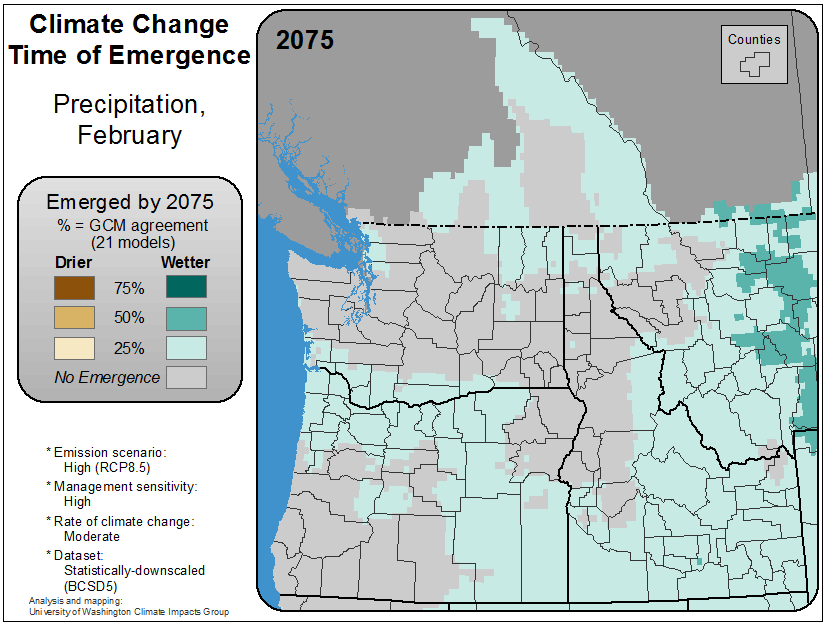 Climate Change
Time of Emergence
Precipitation,
February
Emerged by 2075
% = GCM agreement
(21 models)
Drier Wetter
75%
50%
25%
No Emergence
* Emission scenario:
High (RCP8.5)
* Management sensitivity:
High
* Rate of climate change:
Moderate
* Dataset:
Statistically-downscaled
(BCSD5)
Analysis and mapping:
University of Washington Climate Impacts Group
2075
Counties